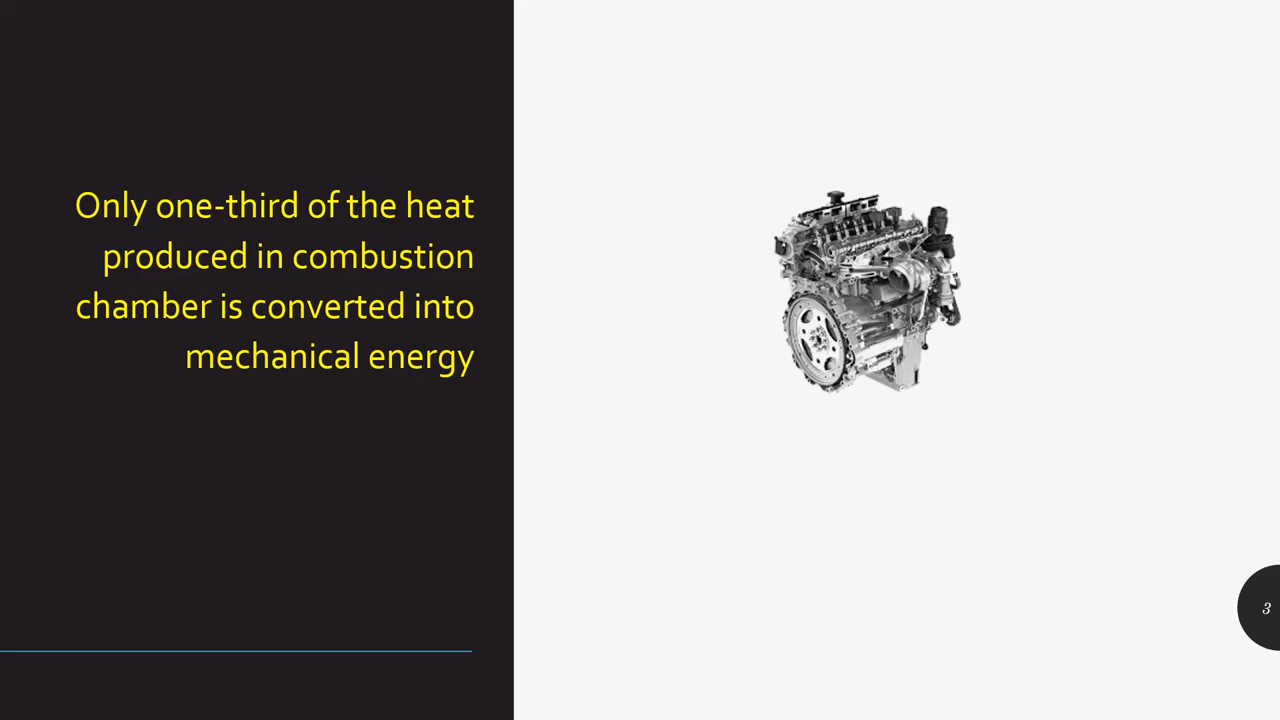 Only one-third of the heat
produced in combustion
chamber is converted into
mechanical energy
3